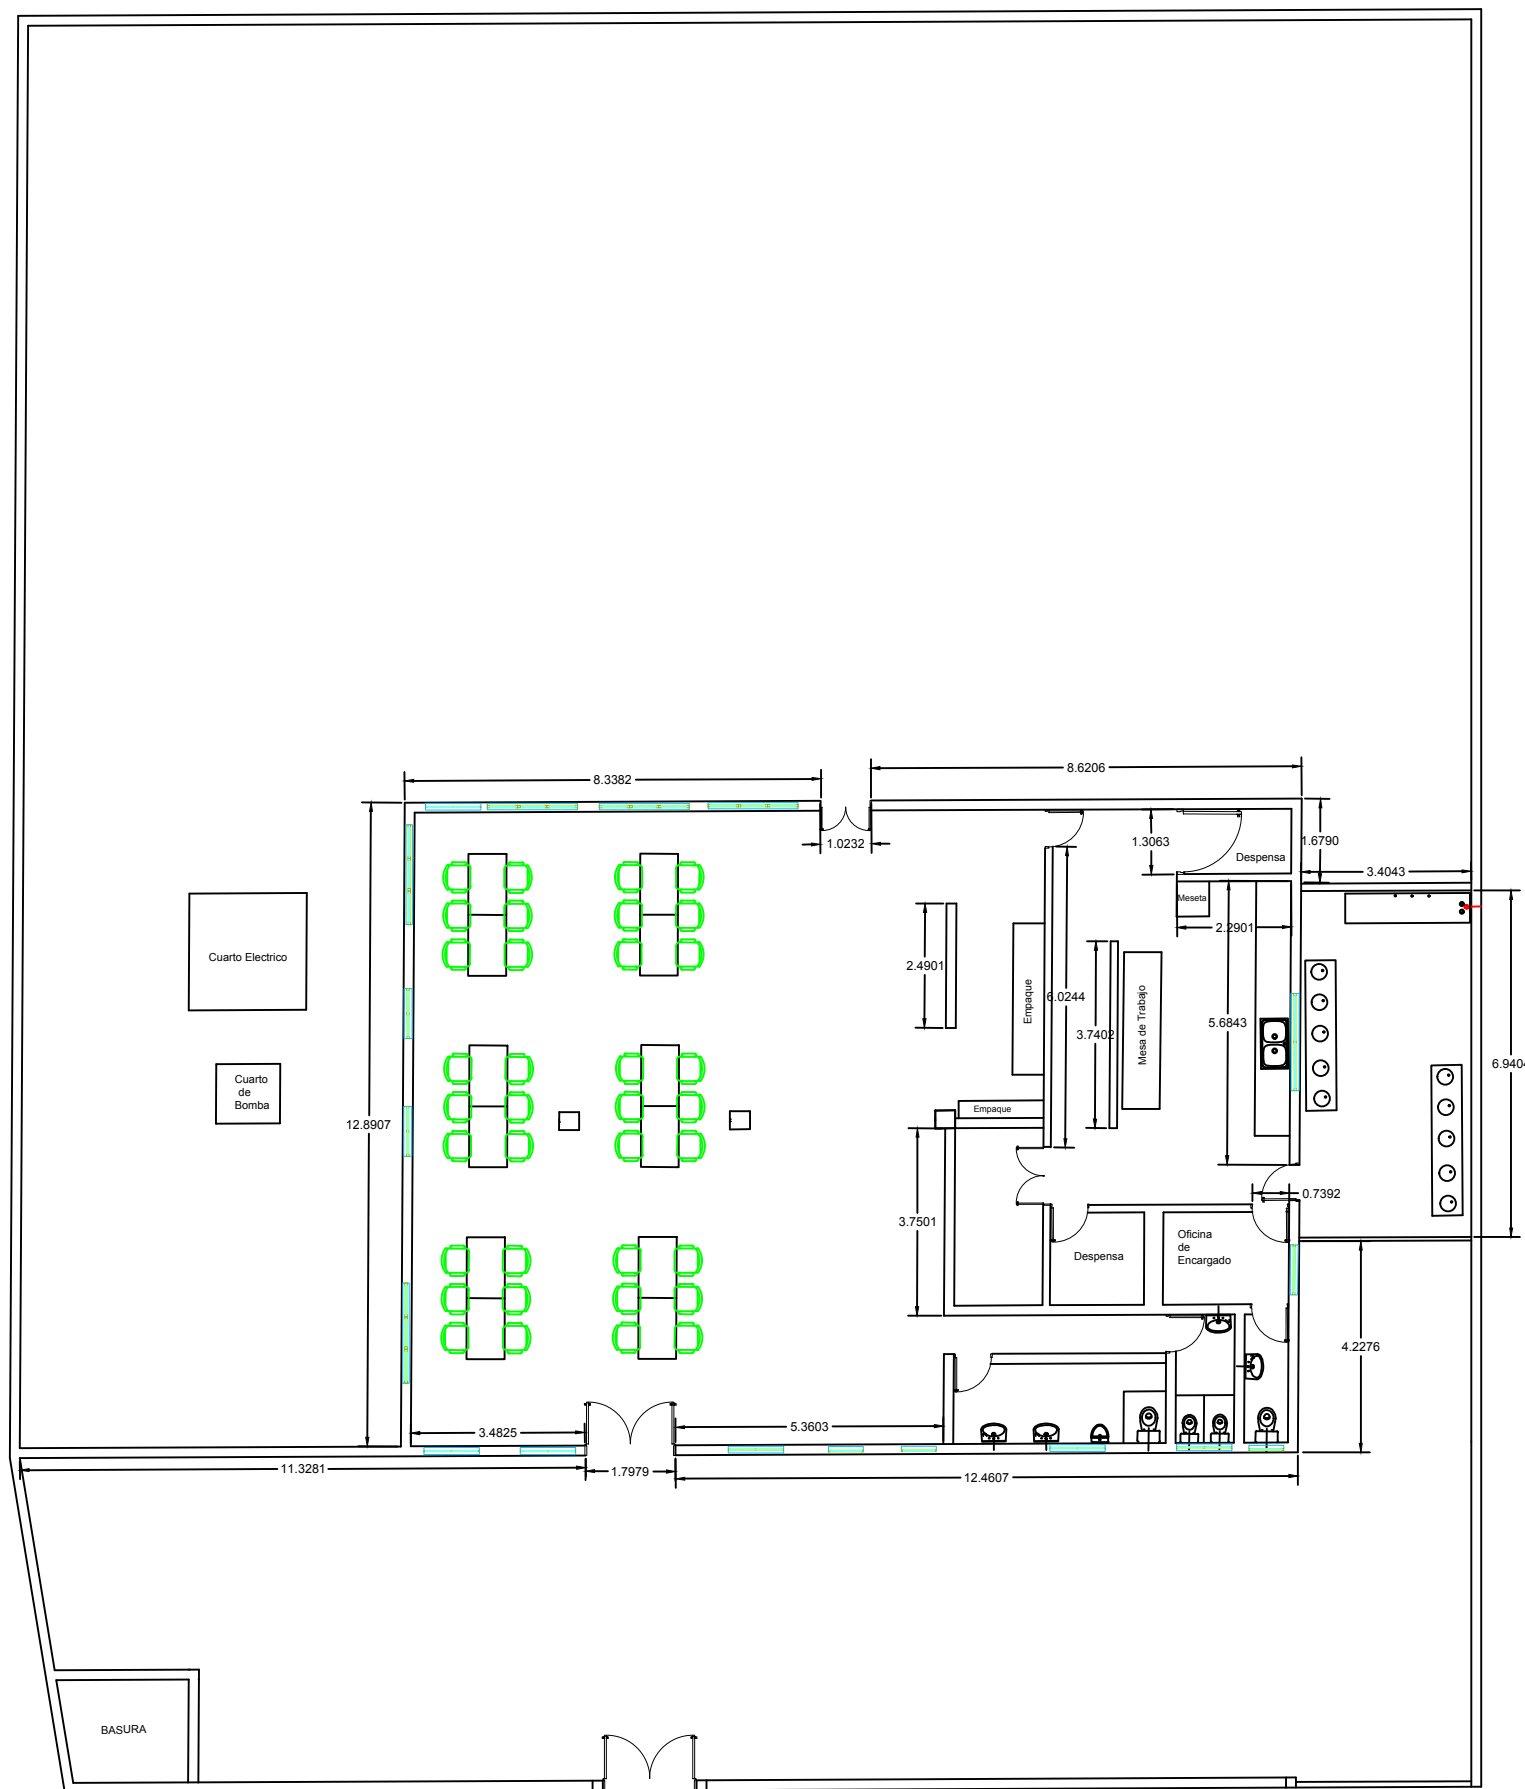 8.6206
8.3382
1.0232
1.3063
1.6790
Despensa
3.4043
Meseta
2.2901
Cuarto Electrico
2.4901
Empaque
6.0244
3.7402
Mesa de Trabajo
5.6843
6.9404
Cuarto
de
Bomba
Empaque
12.8907
0.7392
3.7501
Despensa
Oficina
de
Encargado
4.2276
3.4825
5.3603
11.3281
1.7979
12.4607
BASURA